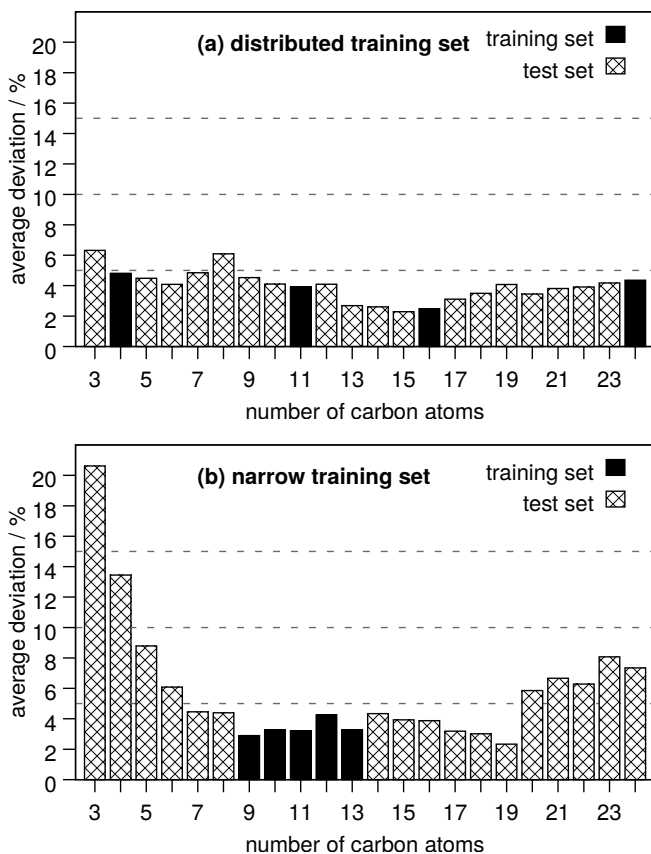 (a) distributed training set
training set
test set
average deviation / %
20
18
16
14
12
10
8
6
4
2
0
3 5 7 9 11 13 15 17 19 21 23
number of carbon atoms
(b) narrow training set
training set
test set
average deviation / %
20
18
16
14
12
10
8
6
4
2
0
3 5 7 9 11 13 15 17 19 21 23
number of carbon atoms